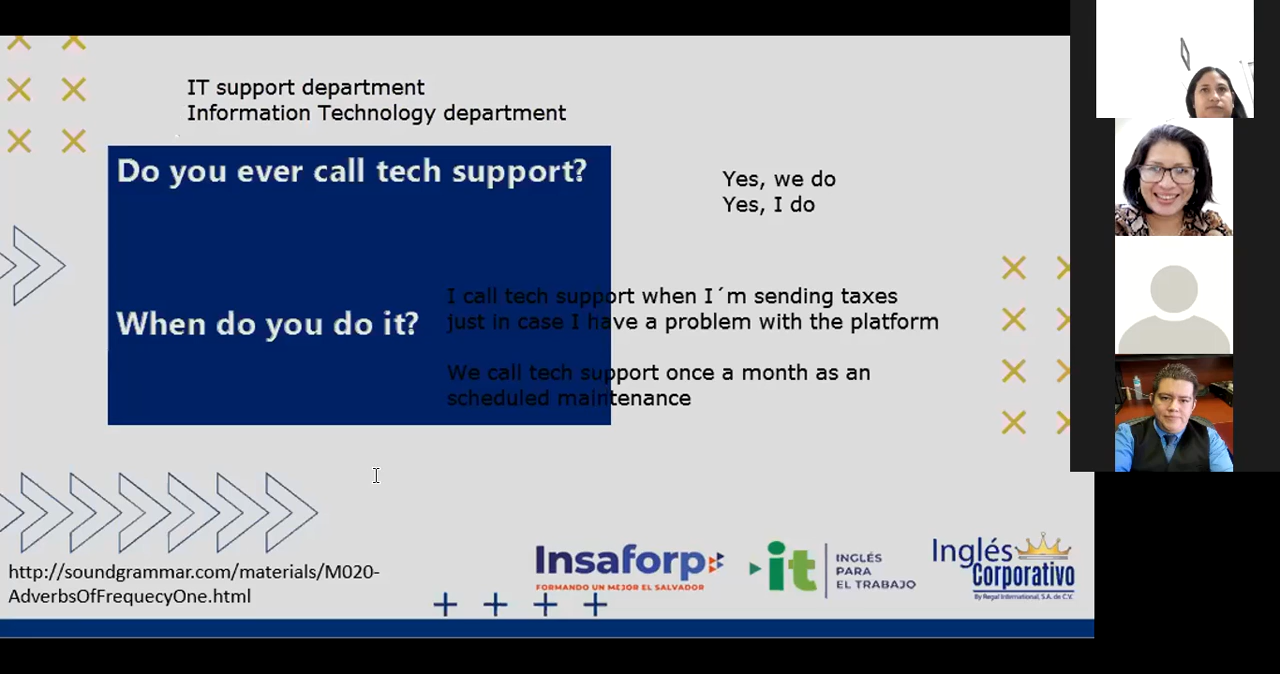 IT support department
Information Technology department
Do you ever call tech support?
Yes, we do
Yes, I do
When do you do it?
I call tech support when I´m sending taxes
just in case I have a problem with the platform
We call tech support once a month as an
scheduled maintenance
http://soundgrammar.com/materials/M020-
AdverbsOfFrequecyOne.html
Insaforp
FORMANDO UN MEJOR EL SALVADOR
it
INGLÉS
PARA
EL TRABAJO
Inglés
Corporativo
By Regal International, S.A. de C.V.